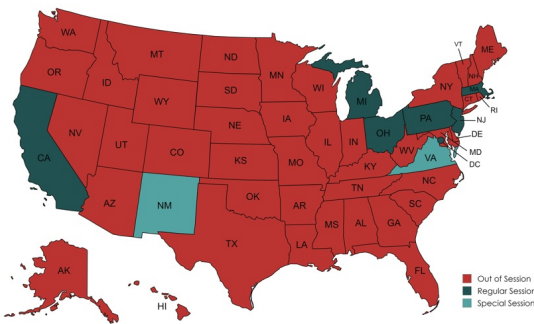 WA
OR
CA
NV
ID
MT
WY
UT
AZ
CO
NM
ND
SD
NE
KS
OK
TX
MN
IA
MO
AR
LA
WI
IL
MI
IN
OH
KY
TN
MS
AL
GA
FL
SC
NC
VA
WV
PA
NY
VT
NH
ME
MA
CT
RI
NJ
DE
MD
DC
AK
HI
Out of Session
Regular Session
Special Session